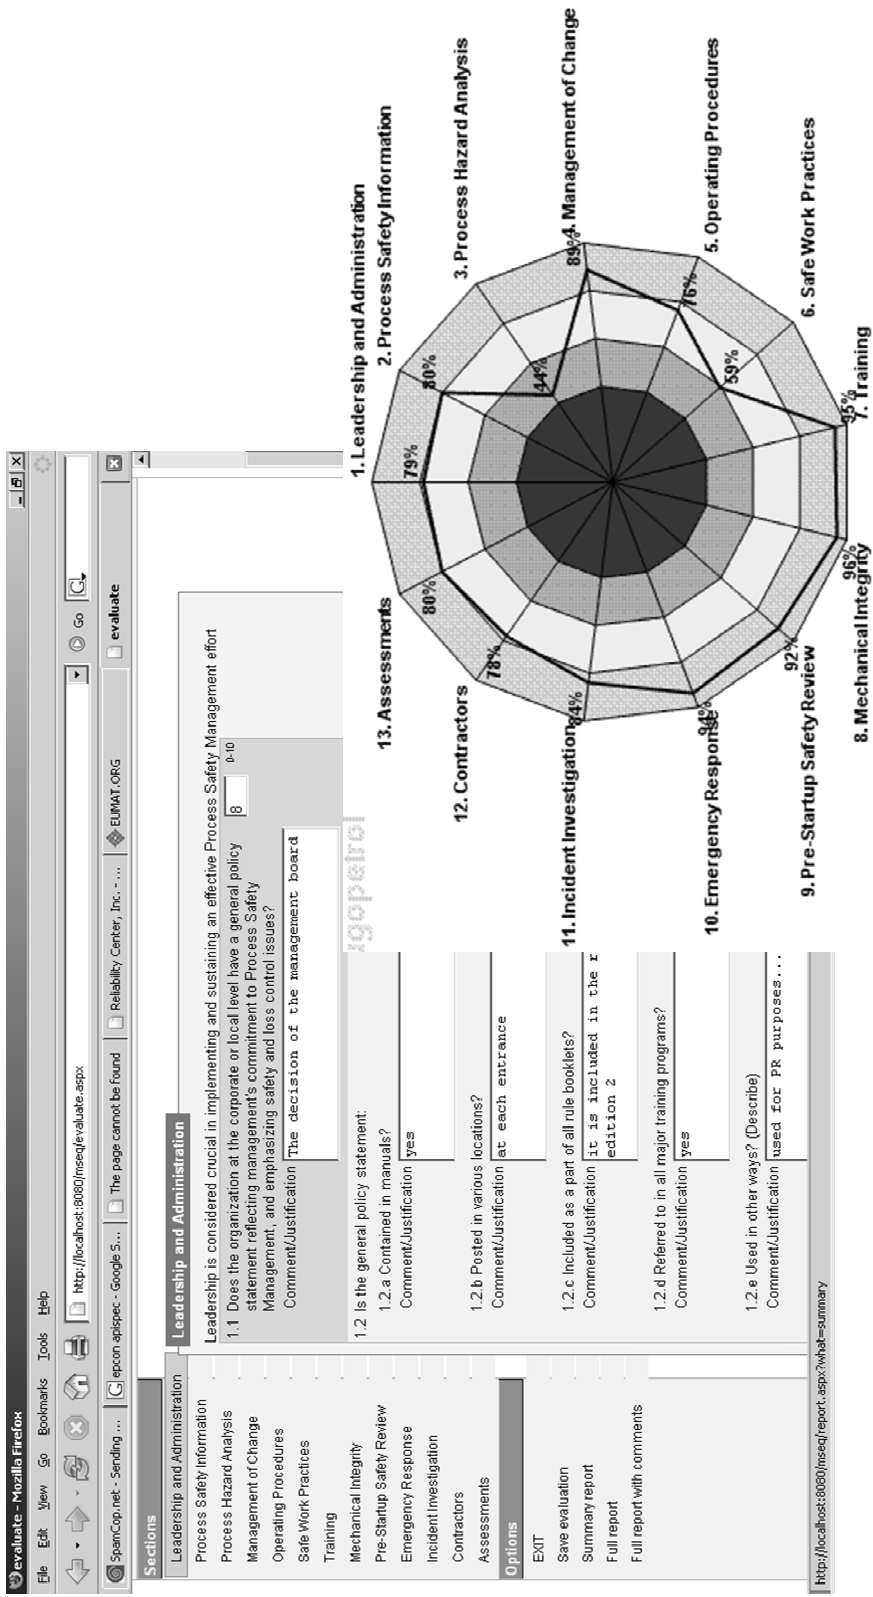 evaluate - Mozilla Firefox
File Edit View Go Bookmarks Tools Help
http://localhost:8080/mseq/evaluate.aspx
Go
G
SpamCop.net - Sending ...
G epcon apispec - Google S...
The page cannot be found
Reliability Center, Inc. - ...
EUMAT.ORG
evaluate
Sections
Leadership and Administration
Process Safety Information
Process Hazard Analysis
Management of Change
Operating Procedures
Safe Work Practices
Training
Mechanical Integrity
Pre-Startup Safety Review
Emergency Response
Incident Investigation
Contractors
Assessments
Options
EXIT
Save evaluation
Summary report
Full report
Full report with comments
Leadership and Administration
Leadership is considered crucial in implementing and sustaining an effective Process Safety Management effort
1.1 Does the organization at the corporate or local level have a general policy
statement reflecting management's commitment to Process Safety
Management, and emphasizing safety and loss control issues?
8
0-10
Comment/Justification The decision of the management board
1.2 Is the general policy statement:
1.2.a Contained in manuals?
Comment/Justification yes
1.2.b Posted in various locations?
Comment/Justification at each entrance
1.2.c Included as a part of all rule booklets?
Comment/Justification it is included in the r
edition 2
1.2.d Referred to in all major training programs?
Comment/Justification yes
1.2.e Used in other ways? (Describe)
Comment/Justification used for PR purposes...
http://localhost:8080/mseq/report.aspx?what=summary
igopetrol
1. Leadership and Administration
79%
2. Process Safety Information
80%
3. Process Hazard Analysis
44%
4. Management of Change
89%
5. Operating Procedures
76%
6. Safe Work Practices
59%
7. Training
95%
8. Mechanical Integrity
96%
9. Pre-Startup Safety Review
92%
10. Emergency Response
94%
11. Incident Investigation
84%
12. Contractors
78%
13. Assessments
80%